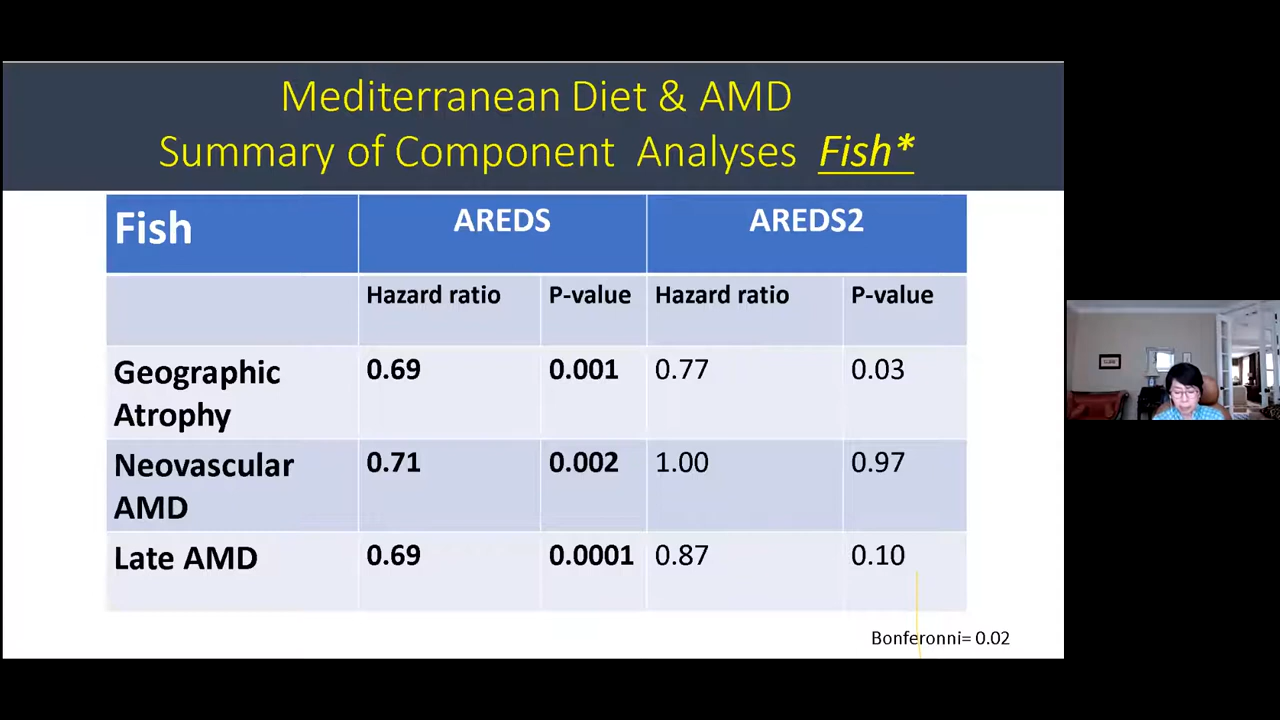 Mediterranean Diet & AMD
Summary of Component Analyses Fish*
Fish AREDS AREDS2
Hazard ratio P-value Hazard ratio P-value
Geographic
Atrophy 0.69 0.001 0.77 0.03
Neovascular
AMD 0.71 0.002 1.00 0.97
Late AMD 0.69 0.0001 0.87 0.10
Bonferonni= 0.02